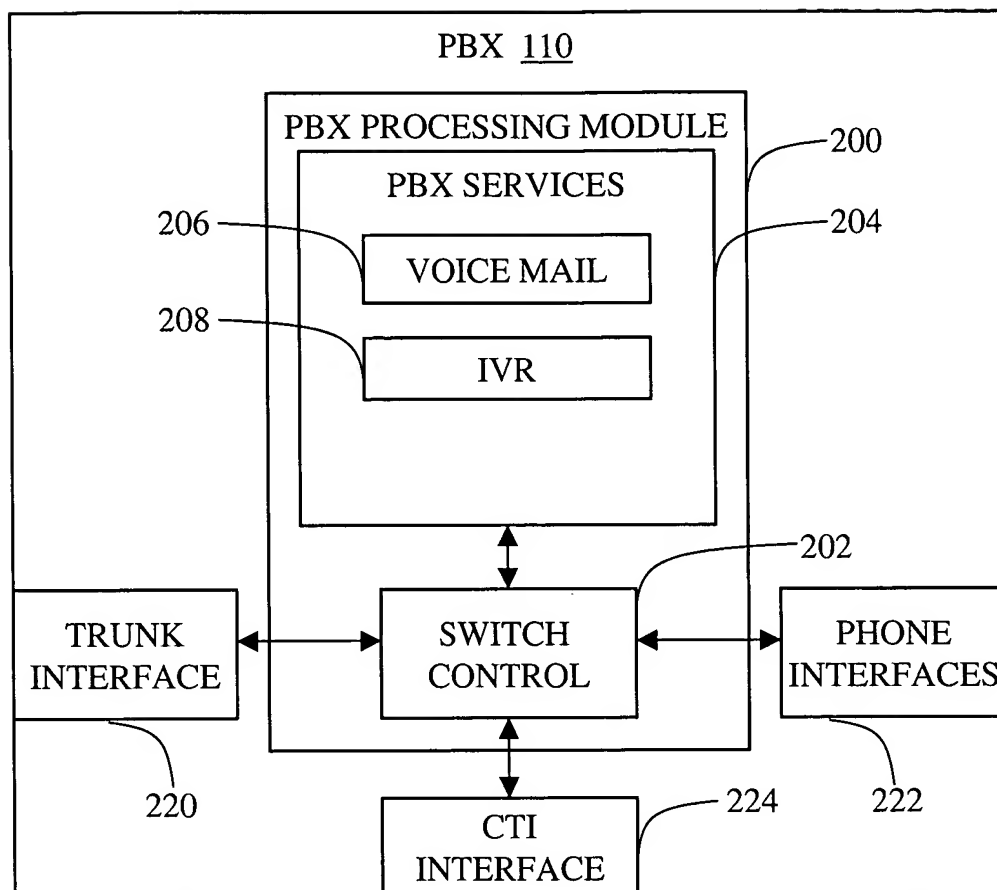 PBX 110
PBX PROCESSING MODULE
200
PBX SERVICES
206
204
VOICE MAIL
208
IVR
202
TRUNK
INTERFACE
SWITCH
CONTROL
PHONE
INTERFACES
220
224
222
CTI
INTERFACE